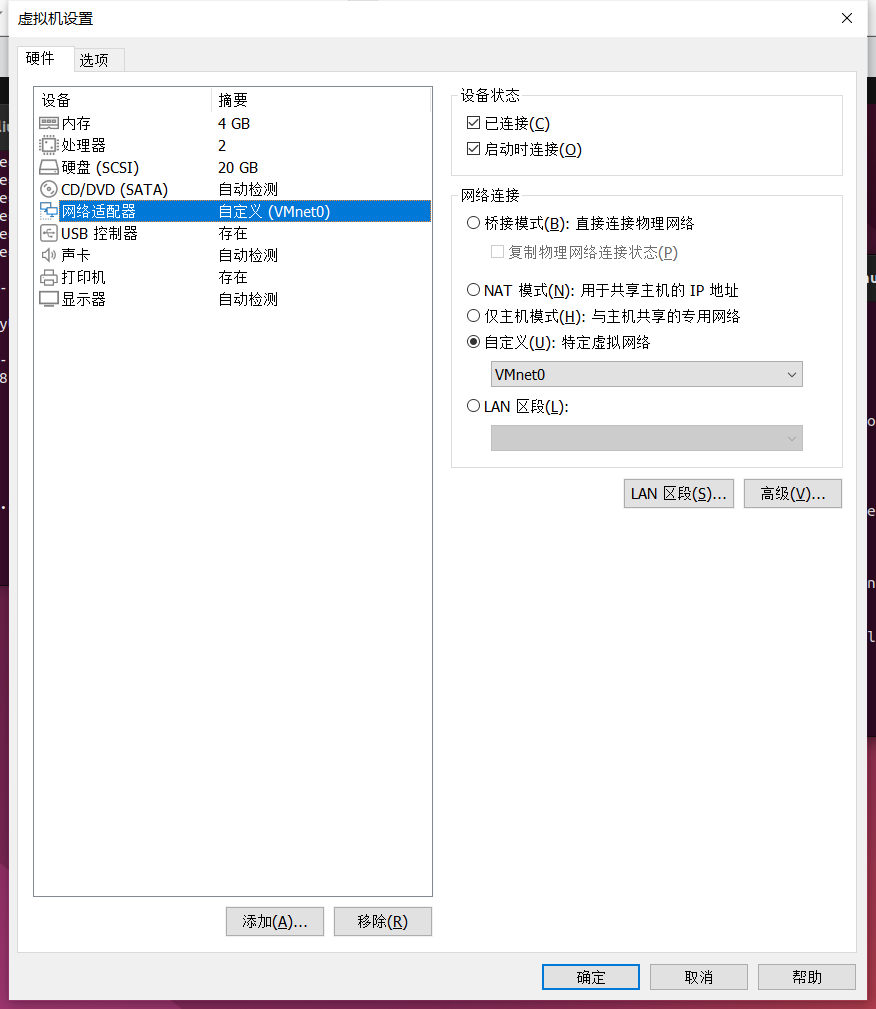 虚拟机设置
硬件 选项
设备 摘要
内存 4 GB
处理器 2
硬盘 (SCSI) 20 GB
CD/DVD (SATA) 自动检测
网络适配器 自定义 (VMnet0)
USB 控制器 存在
声卡 自动检测
打印机 存在
显示器 自动检测
添加(A)... 移除(R)
设备状态
已连接(C)
启动时连接(O)
网络连接
桥接模式(B): 直接连接物理网络
复制物理网络连接状态(P)
NAT 模式(N): 用于共享主机的 IP 地址
仅主机模式(H): 与主机共享的专用网络
自定义(U): 特定虚拟网络
VMnet0
LAN 区段(L):
LAN 区段(S)... 高级(V)...
确定 取消 帮助